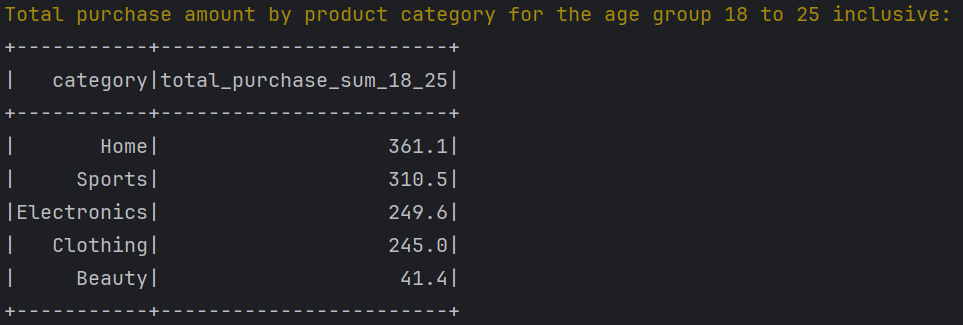 Total purchase amount by product category for the age group 18 to 25 inclusive:
+-----------+------------------------+
|   category|total_purchase_sum_18_25|
+-----------+------------------------+
|       Home|                   361.1|
|     Sports|                   310.5|
|Electronics|                   249.6|
|   Clothing|                   245.0|
|     Beauty|                    41.4|
+-----------+------------------------+